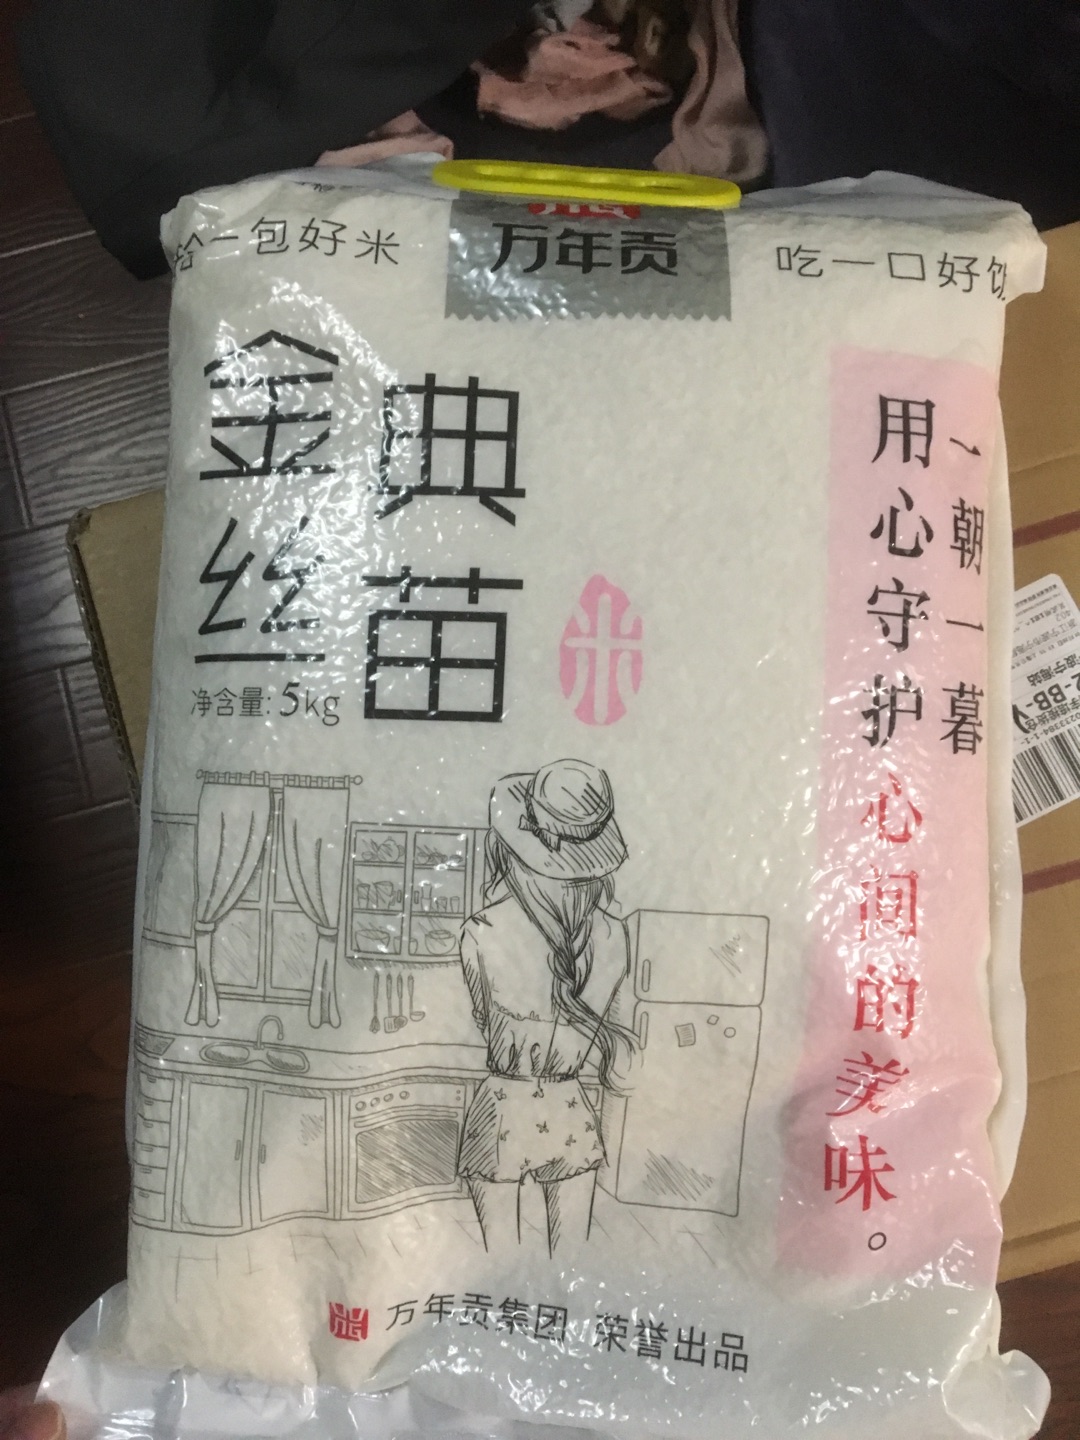 拾一包好米
万年贡
吃一口好饭
金典
丝苗
净含量:5kg
米
一朝一暮、
用心守护
心间的美味。
万年贡集团 荣誉出品